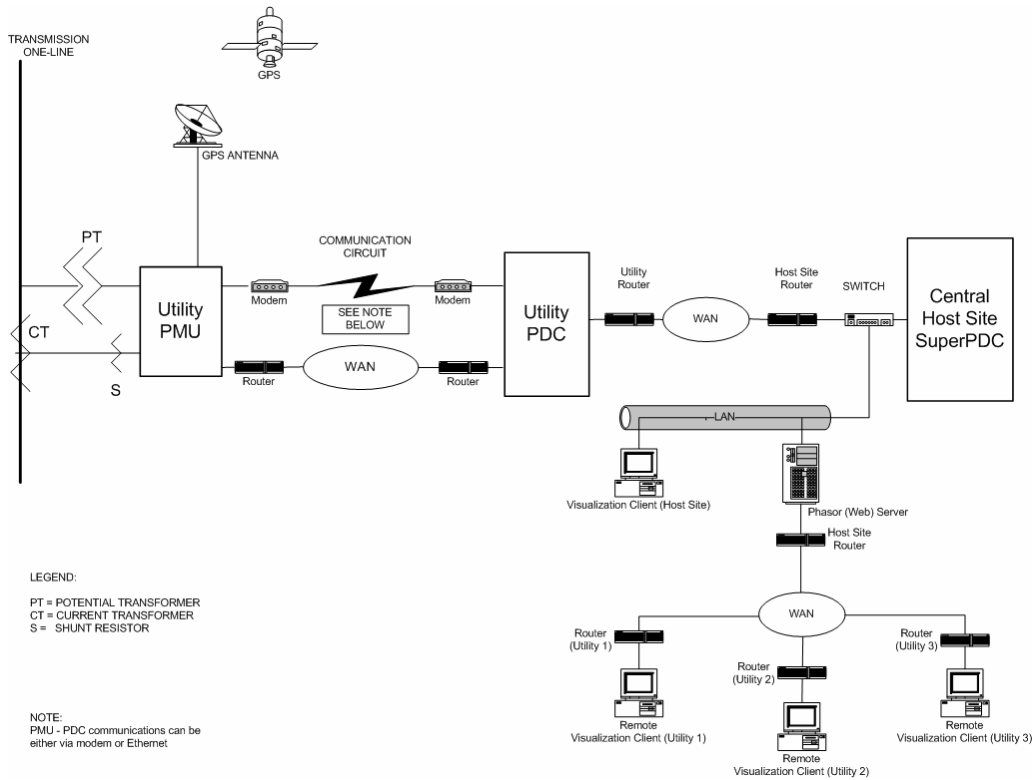 TRANSMISSION
ONE-LINE
GPS
GPS ANTENNA
PT
COMMUNICATION
CIRCUIT
Modem
Modem
SEE NOTE
BELOW
Utility
PMU
CT
S
Router
WAN
Router
Utility
PDC
Utility
Router
WAN
Host Site
Router
SWITCH
Central
Host Site
SuperPDC
LAN
Visualization Client (Host Site)
Phasor (Web) Server
Host Site
Router
WAN
Router
(Utility 1)
Router
(Utility 2)
Router
(Utility 3)
Remote
Visualization Client (Utility 1)
Remote
Visualization Client (Utility 2)
Remote
Visualization Client (Utility 3)
LEGEND:
PT = POTENTIAL TRANSFORMER
CT = CURRENT TRANSFORMER
S = SHUNT RESISTOR
NOTE:
PMU - PDC communications can be
either via modem or Ethernet